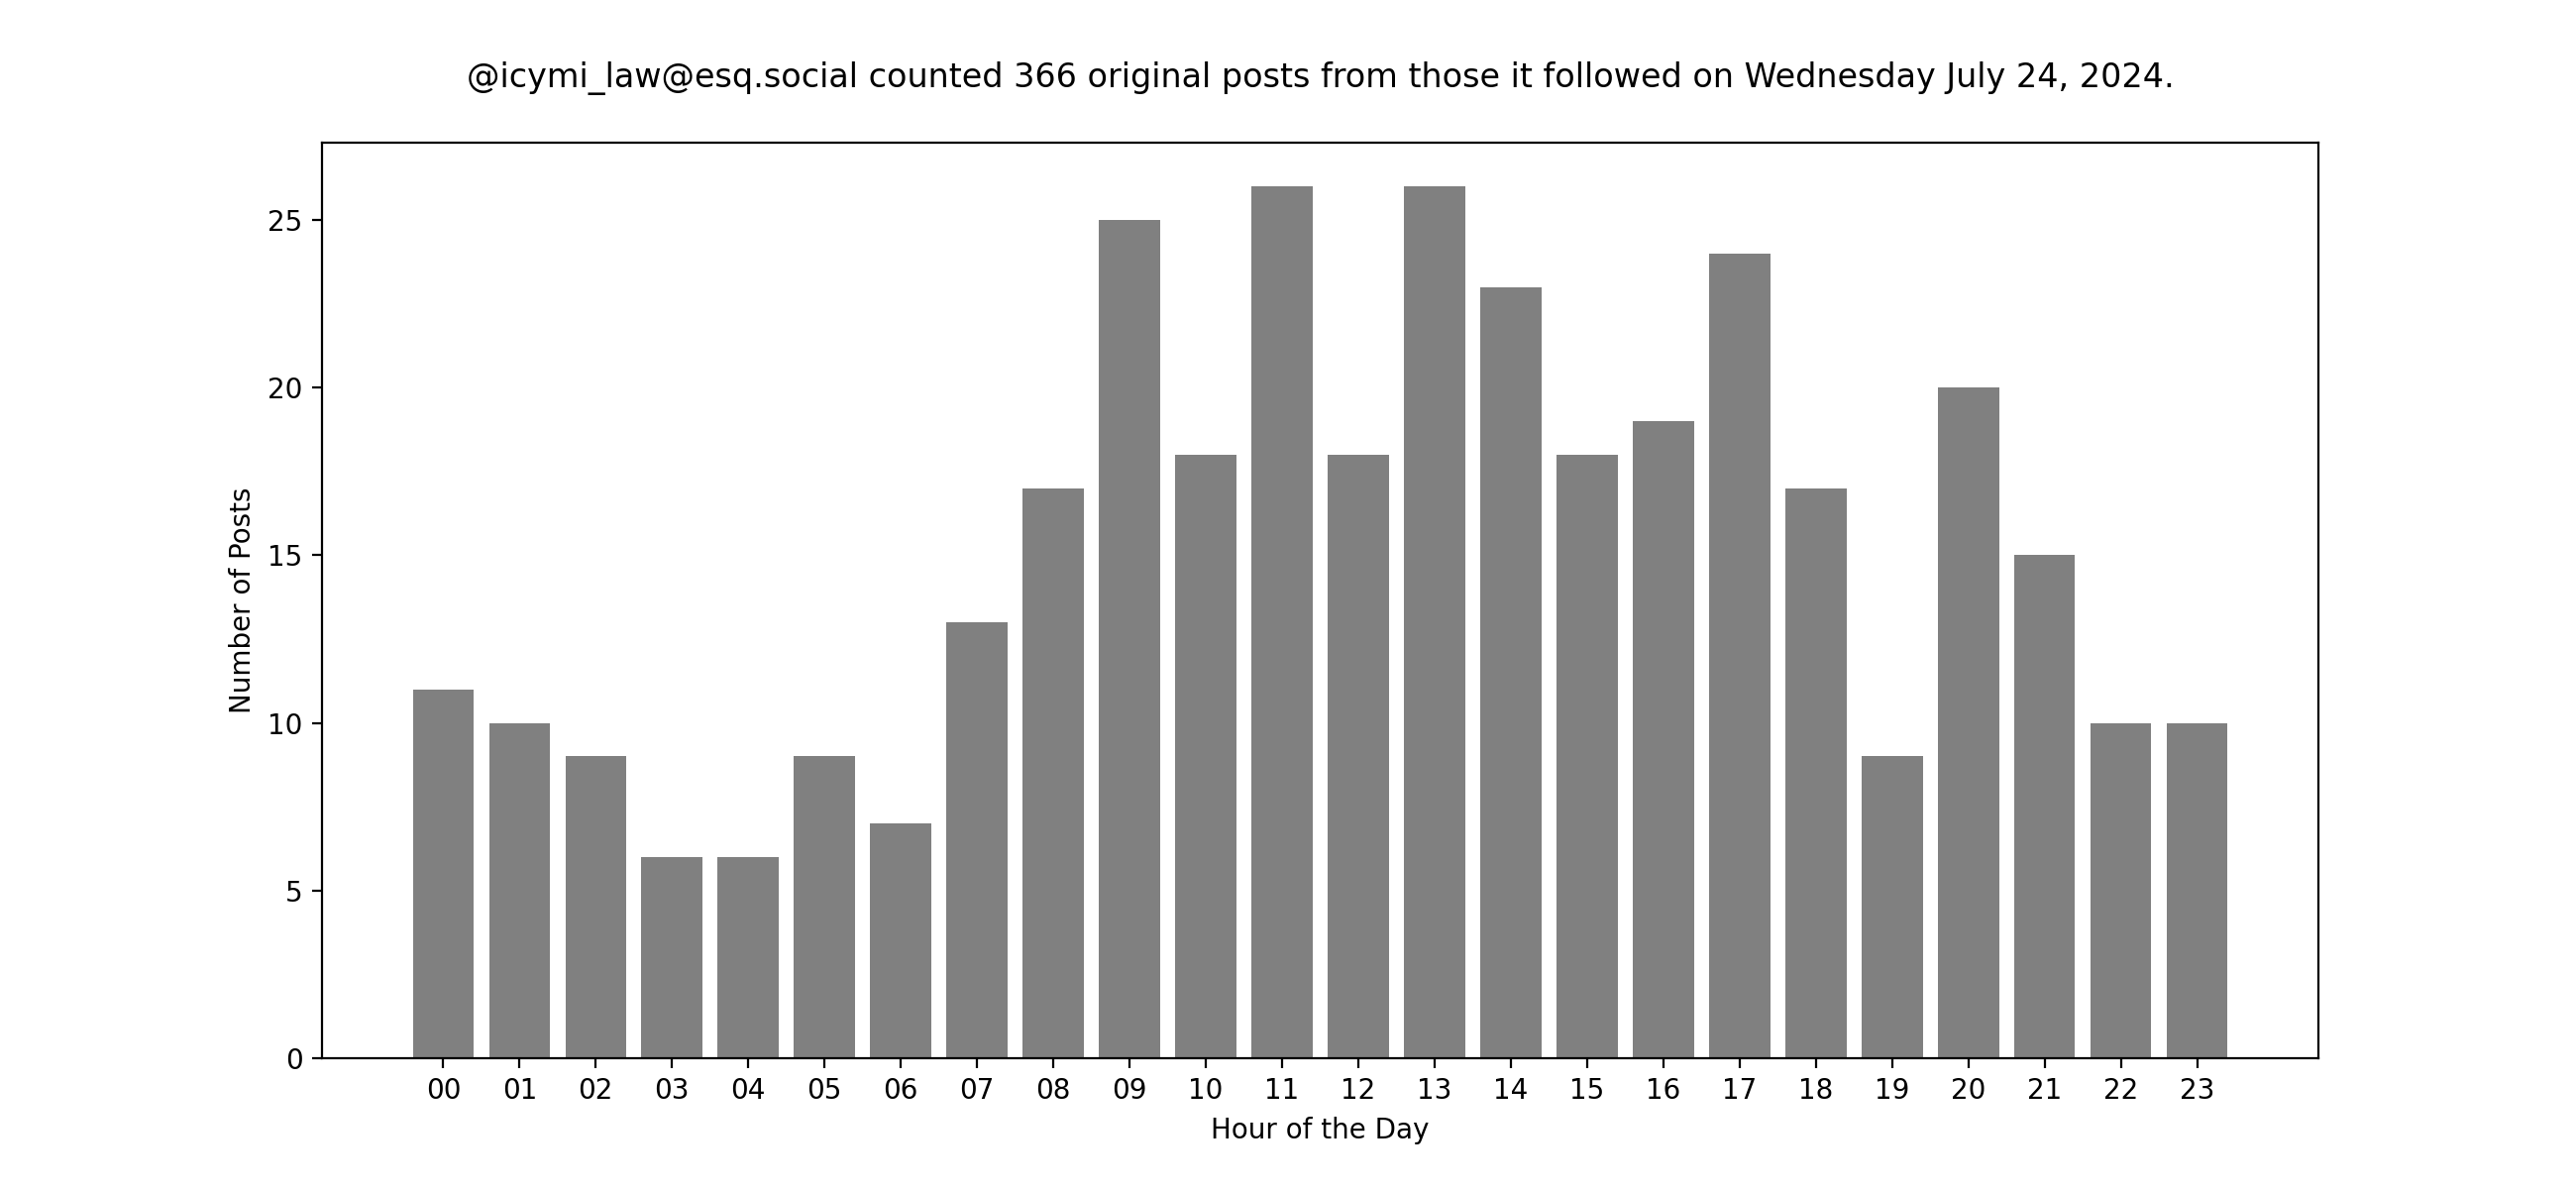 @icymi_law@esq.social counted 366 original posts from those it followed on Wednesday July 24, 2024.
25
20
15
10
5
0
Number of Posts
00 01 02 03 04 05 06 07 08 09 10 11 12 13 14 15 16 17 18 19 20 21 22 23
Hour of the Day